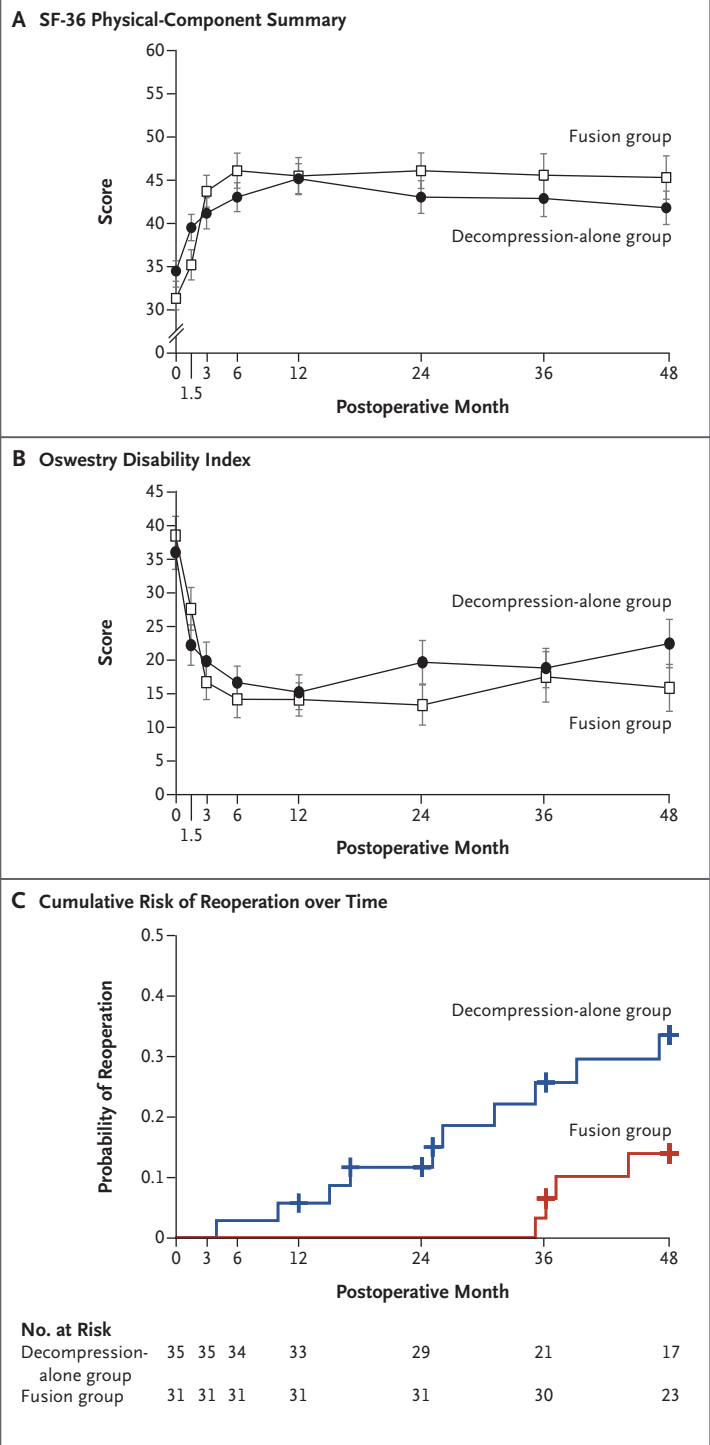 A SF-36 Physical-Component Summary
60
55
50
45
40
35
30
0
Score
Fusion group
Decompression-alone group
0 3 6 12 24 36 48
1.5
Postoperative Month
B Oswestry Disability Index
45
40
35
30
25
20
15
10
5
0
Score
Decompression-alone group
Fusion group
0 3 6 12 24 36 48
1.5
Postoperative Month
C Cumulative Risk of Reoperation over Time
0.5
0.4
0.3
0.2
0.1
0
Probability of Reoperation
Decompression-alone group
Fusion group
0 3 6 12 24 36 48
Postoperative Month
No. at Risk
Decompression- 35 35 34 33 29 21 17
alone group
Fusion group 31 31 31 31 31 30 23